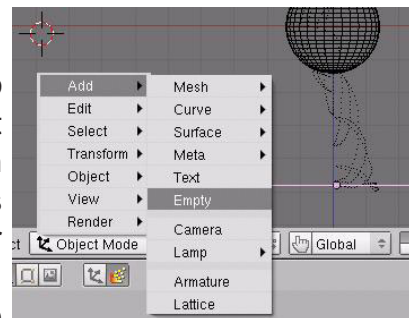 Add
Edit
Select
Transform
Object
View
Render
Mesh
Curve
Surface
Meta
Text
Empty
Camera
Lamp
Armature
Lattice
Object Mode
Global